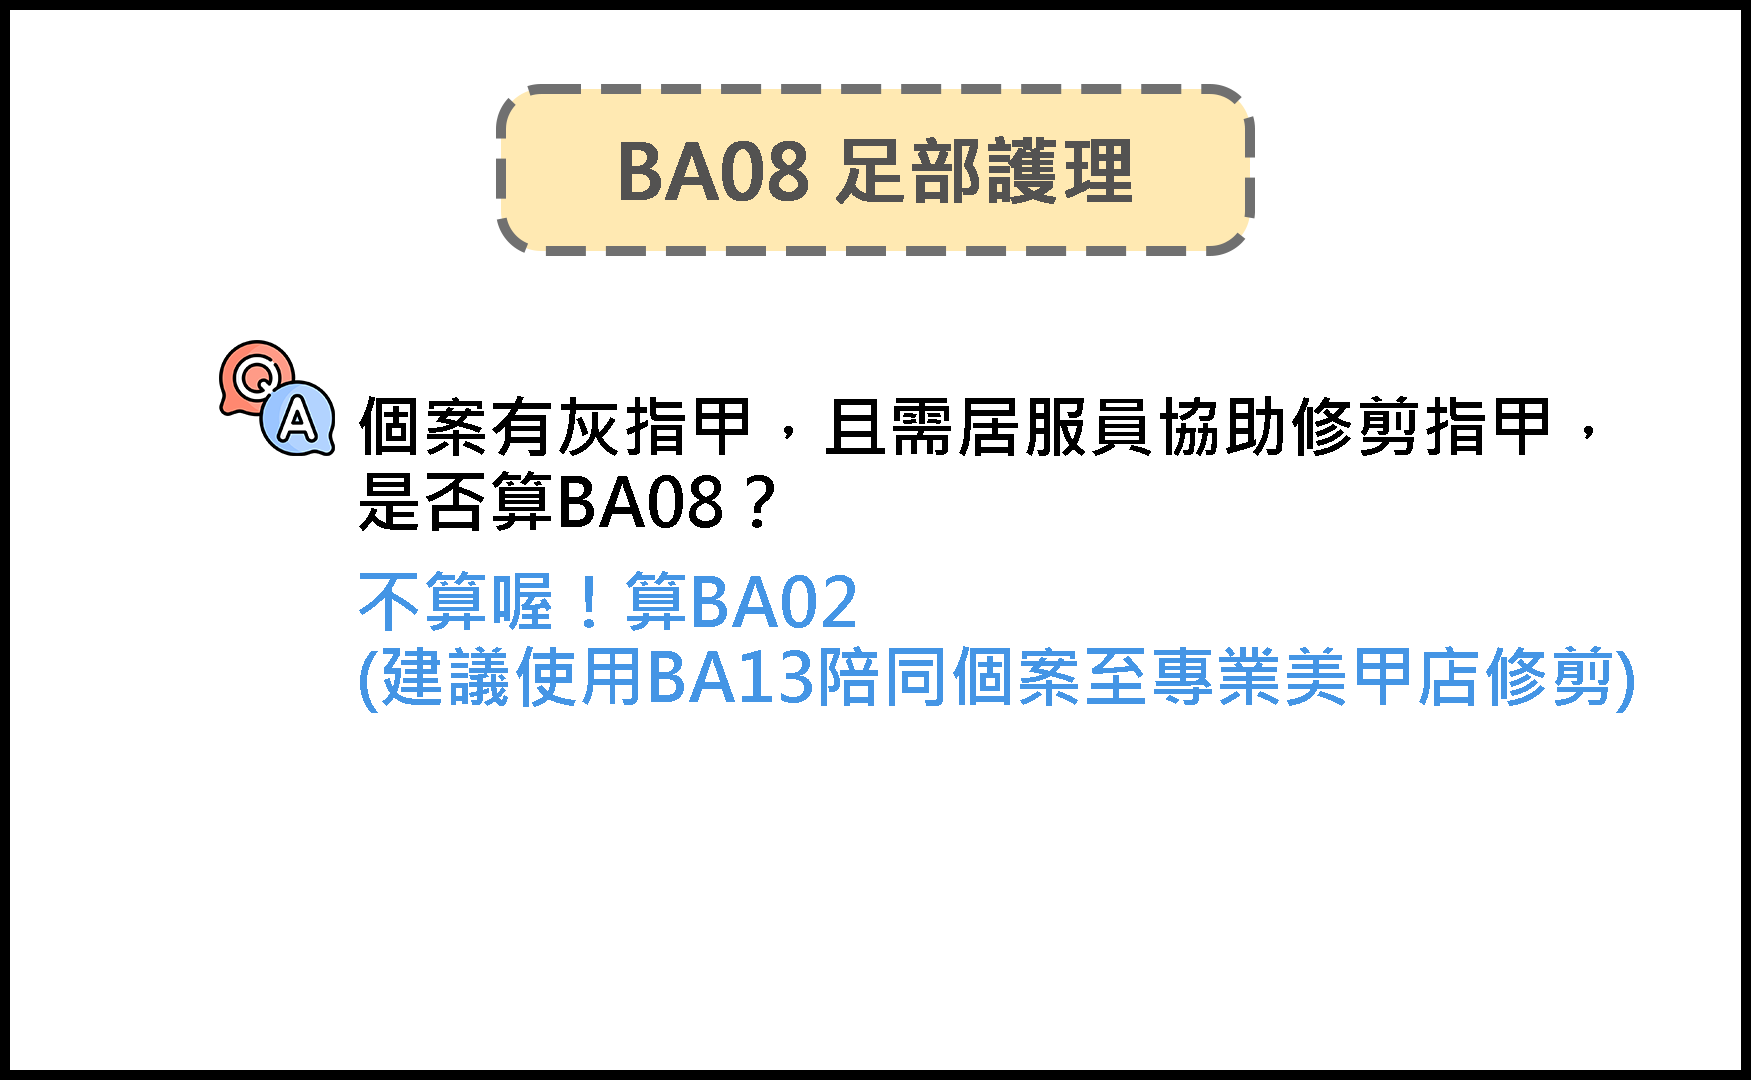 BA08 足部護理
QA
個案有灰指甲，且需居服員協助修剪指甲，
是否算BA08？
不算喔！算BA02
(建議使用BA13陪同個案至專業美甲店修剪)